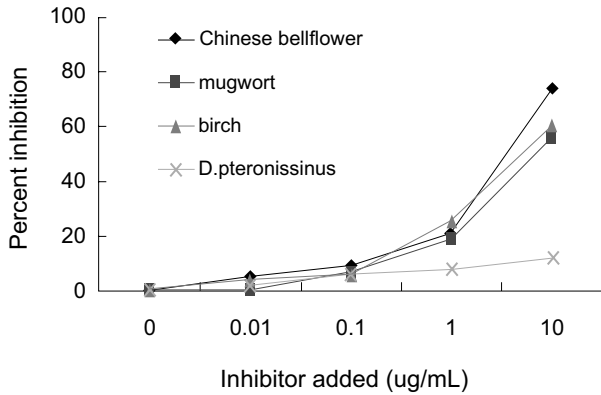 100
80
60
40
20
0
Percent inhibition
Chinese bellflower
mugwort
birch
D.pteronissinus
0 0.01 0.1 1 10
Inhibitor added (ug/mL)